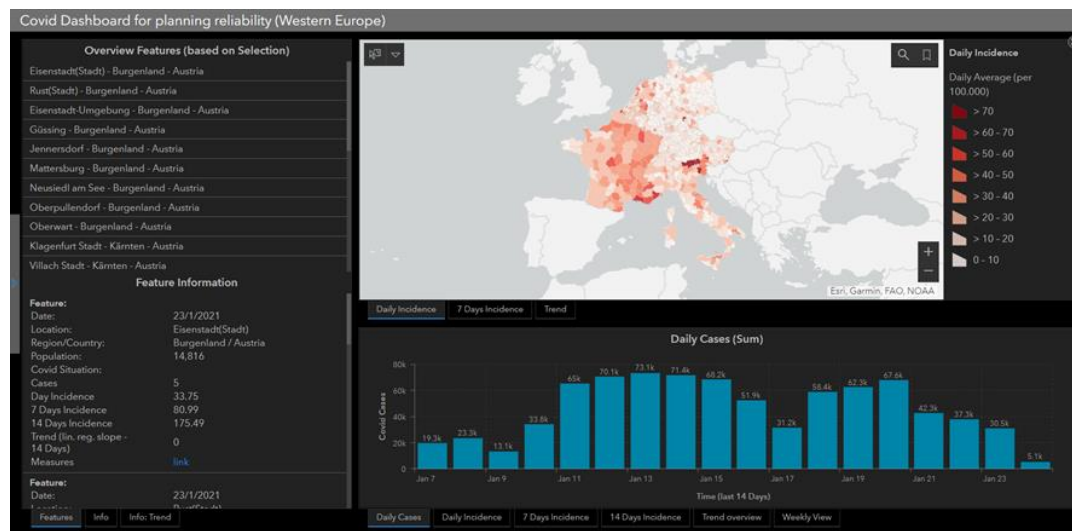 Covid Dashboard for planning reliability (Western Europe)
Overview Features (based on Selection)
Eisenstadt(Stadt) - Burgenland - Austria
Rust(Stadt) - Burgenland - Austria
Eisenstadt-Umgebung - Burgenland - Austria
Güssing - Burgenland - Austria
Jennersdorf - Burgenland - Austria
Mattersburg - Burgenland - Austria
Neusiedl am See - Burgenland - Austria
Oberpullendorf - Burgenland - Austria
Oberwart - Burgenland - Austria
Klagenfurt Stadt - Kärnten - Austria
Villach Stadt - Kärnten - Austria
Feature Information
Feature:
Date: 23/1/2021
Location: Eisenstadt(Stadt)
Region/Country: Burgenland / Austria
Population: 14,816
Covid Situation:
Cases 5
Day Incidence 33.75
7 Days Incidence 80.99
14 Days Incidence 175.49
Trend (lin. reg. slope -
14 Days) 0
Measures link
Feature:
Date: 23/1/2021
Features Info Info: Trend
Esri, Garmin, FAO, NOAA
Daily Incidence 7 Days Incidence Trend
Daily Incidence
Daily Average (per
100.000)
> 70
> 60 - 70
> 50 - 60
> 40 - 50
> 30 - 40
> 20 - 30
> 10 - 20
0 - 10
Daily Cases (Sum)
Covid Cases
80k
60k
40k
20k
0
19.3k 23.3k 13.1k 33.8k 65k 70.1k 73.1k 71.4k 68.2k 51.9k 31.2k 58.4k 62.3k 67.6k 42.3k 37.3k 30.5k 5.1k
Jan 7 Jan 9 Jan 11 Jan 13 Jan 15 Jan 17 Jan 19 Jan 21 Jan 23
Time (last 14 Days)
Daily Cases Daily Incidence 7 Days Incidence 14 Days Incidence Trend overview Weekly View